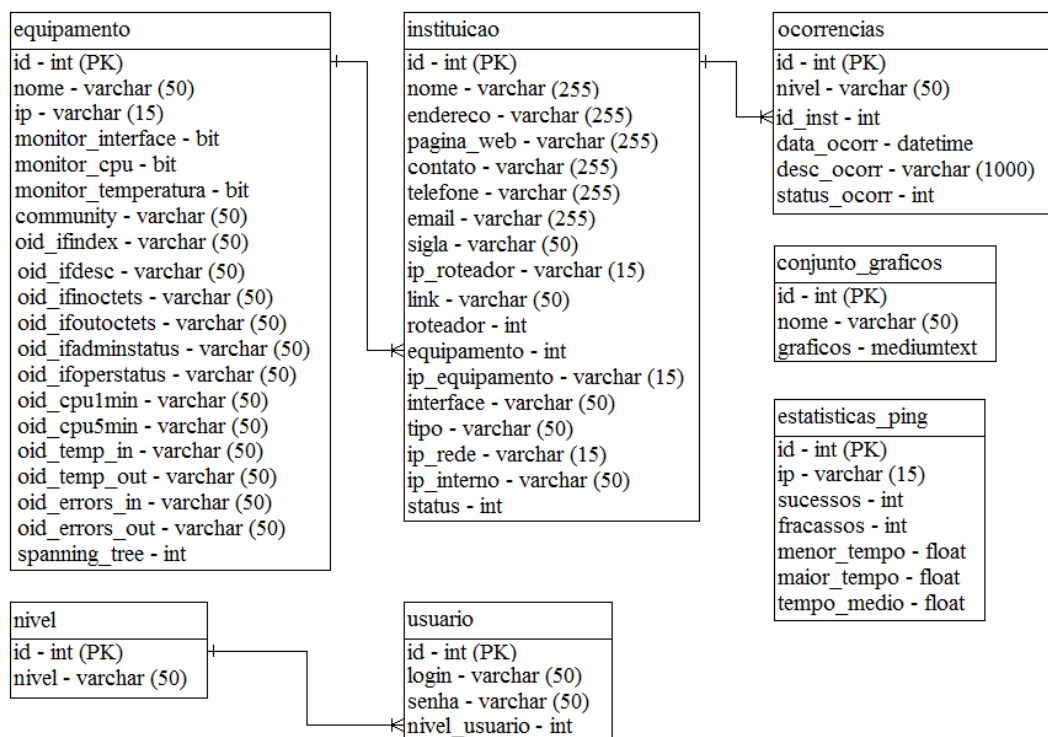 equipamento
id - int (PK)
nome - varchar (50)
ip - varchar (15)
monitor_interface - bit
monitor_cpu - bit
monitor_temperatura - bit
community - varchar (50)
oid_ifindex - varchar (50)
oid_ifdesc - varchar (50)
oid_ifinoctets - varchar (50)
oid_ifoutoctets - varchar (50)
oid_ifadminstatus - varchar (50)
oid_ifoperstatus - varchar (50)
oid_cpu1min - varchar (50)
oid_cpu5min - varchar (50)
oid_temp_in - varchar (50)
oid_temp_out - varchar (50)
oid_errors_in - varchar (50)
oid_errors_out - varchar (50)
spanning_tree - int
instituicao
id - int (PK)
nome - varchar (255)
endereco - varchar (255)
pagina_web - varchar (255)
contato - varchar (255)
telefone - varchar (255)
email - varchar (255)
sigla - varchar (50)
ip_roteador - varchar (15)
link - varchar (50)
roteador - int
equipamento - int
ip_equipamento - varchar (15)
interface - varchar (50)
tipo - varchar (50)
ip_rede - varchar (15)
ip_interno - varchar (50)
status - int
ocorrencias
id - int (PK)
nivel - varchar (50)
id_inst - int
data_ocorr - datetime
desc_ocorr - varchar (1000)
status_ocorr - int
conjunto_graficos
id - int (PK)
nome - varchar (50)
graficos - mediumtext
estatisticas_ping
id - int (PK)
ip - varchar (15)
sucessos - int
fracassos - int
menor_tempo - float
maior_tempo - float
tempo_medio - float
nivel
id - int (PK)
nivel - varchar (50)
usuario
id - int (PK)
login - varchar (50)
senha - varchar (50)
nivel_usuario - int